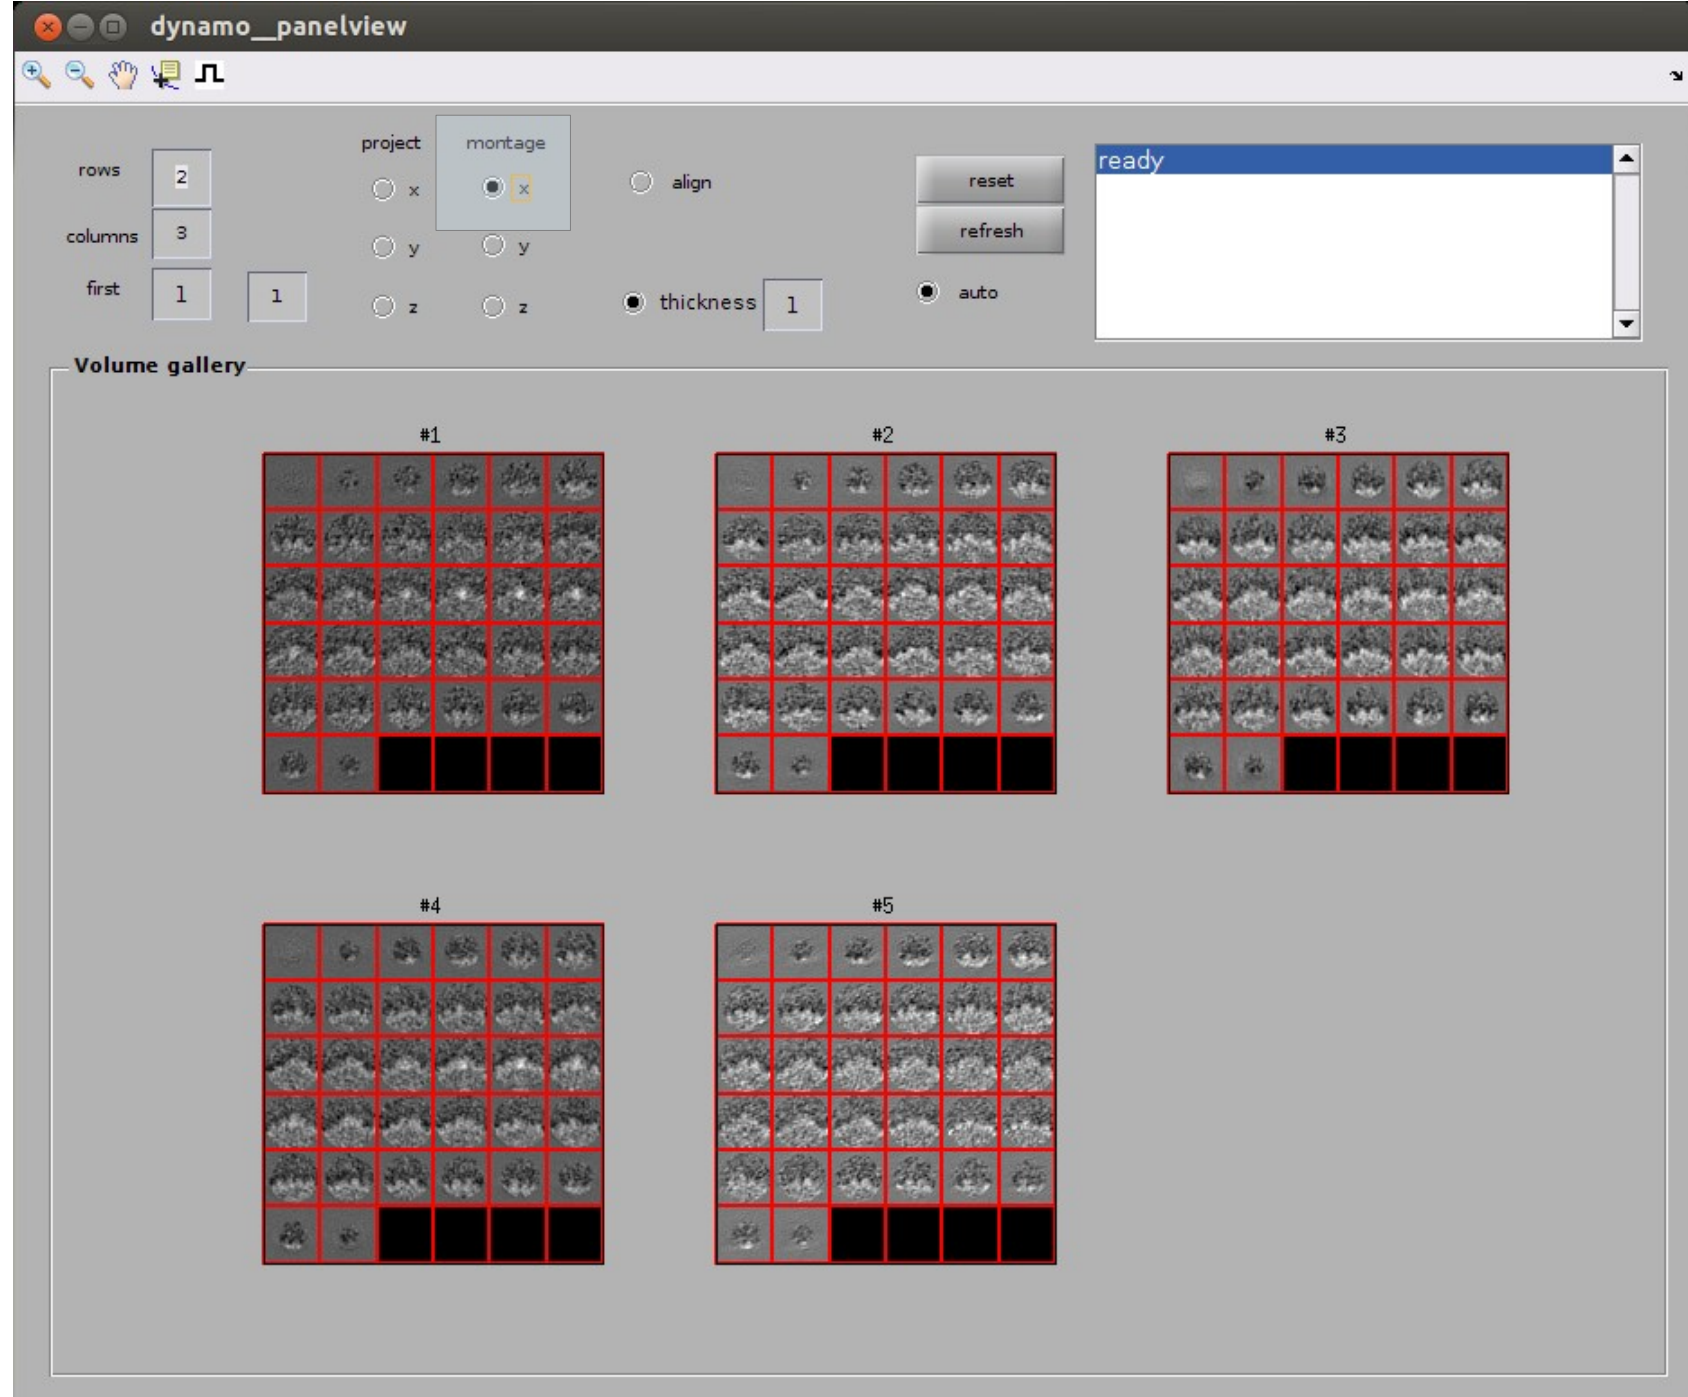 dynamo__panelview
project montage
rows 2 x x align reset ready
columns 3 y y refresh
first 1 1 z z thickness 1 auto
Volume gallery
#1 #2 #3
#4 #5